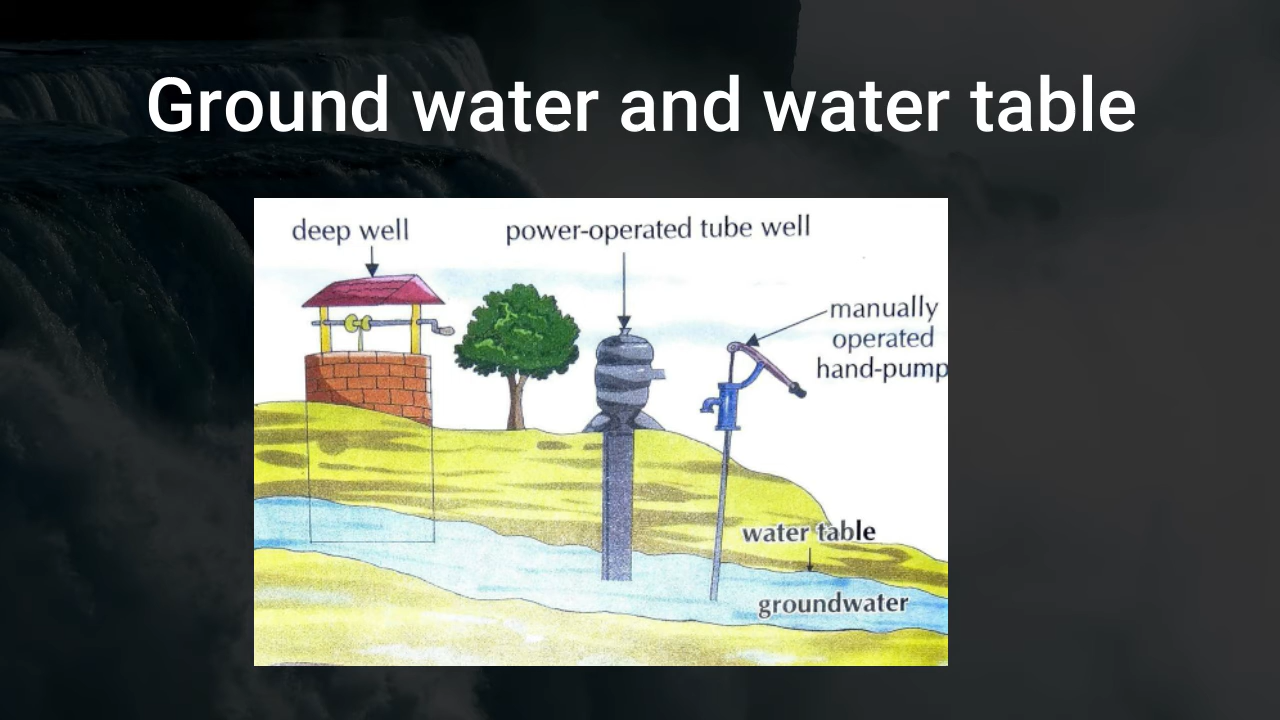 Ground water and water table
deep well
power-operated tube well
manually
operated
hand-pump
water table
groundwater